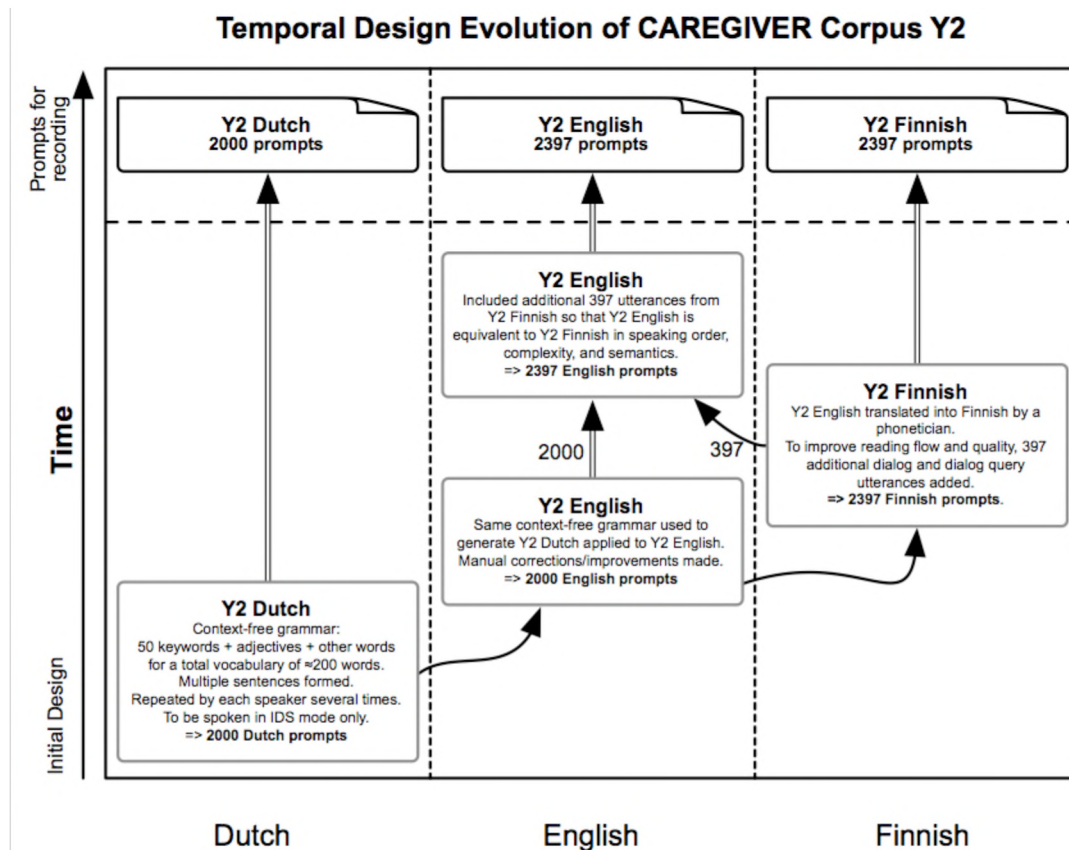 Temporal Design Evolution of CAREGIVER Corpus Y2
Prompts for
recording
Y2 Dutch
2000 prompts
Y2 English
2397 prompts
Y2 Finnish
2397 prompts
Time
Y2 English
Included additional 397 utterances from
Y2 Finnish so that Y2 English is
equivalent to Y2 Finnish in speaking order,
complexity, and semantics.
=> 2397 English prompts
Y2 Finnish
Y2 English translated into Finnish by a
phonetician.
To improve reading flow and quality, 397
additional dialog and dialog query
utterances added.
=> 2397 Finnish prompts.
2000
397
Y2 English
Same context-free grammar used to
generate Y2 Dutch applied to Y2 English.
Manual corrections/improvements made.
=> 2000 English prompts
Initial Design
Y2 Dutch
Context-free grammar:
50 keywords + adjectives + other words
for a total vocabulary of ≈200 words.
Multiple sentences formed.
Repeated by each speaker several times.
To be spoken in IDS mode only.
=> 2000 Dutch prompts
Dutch
English
Finnish